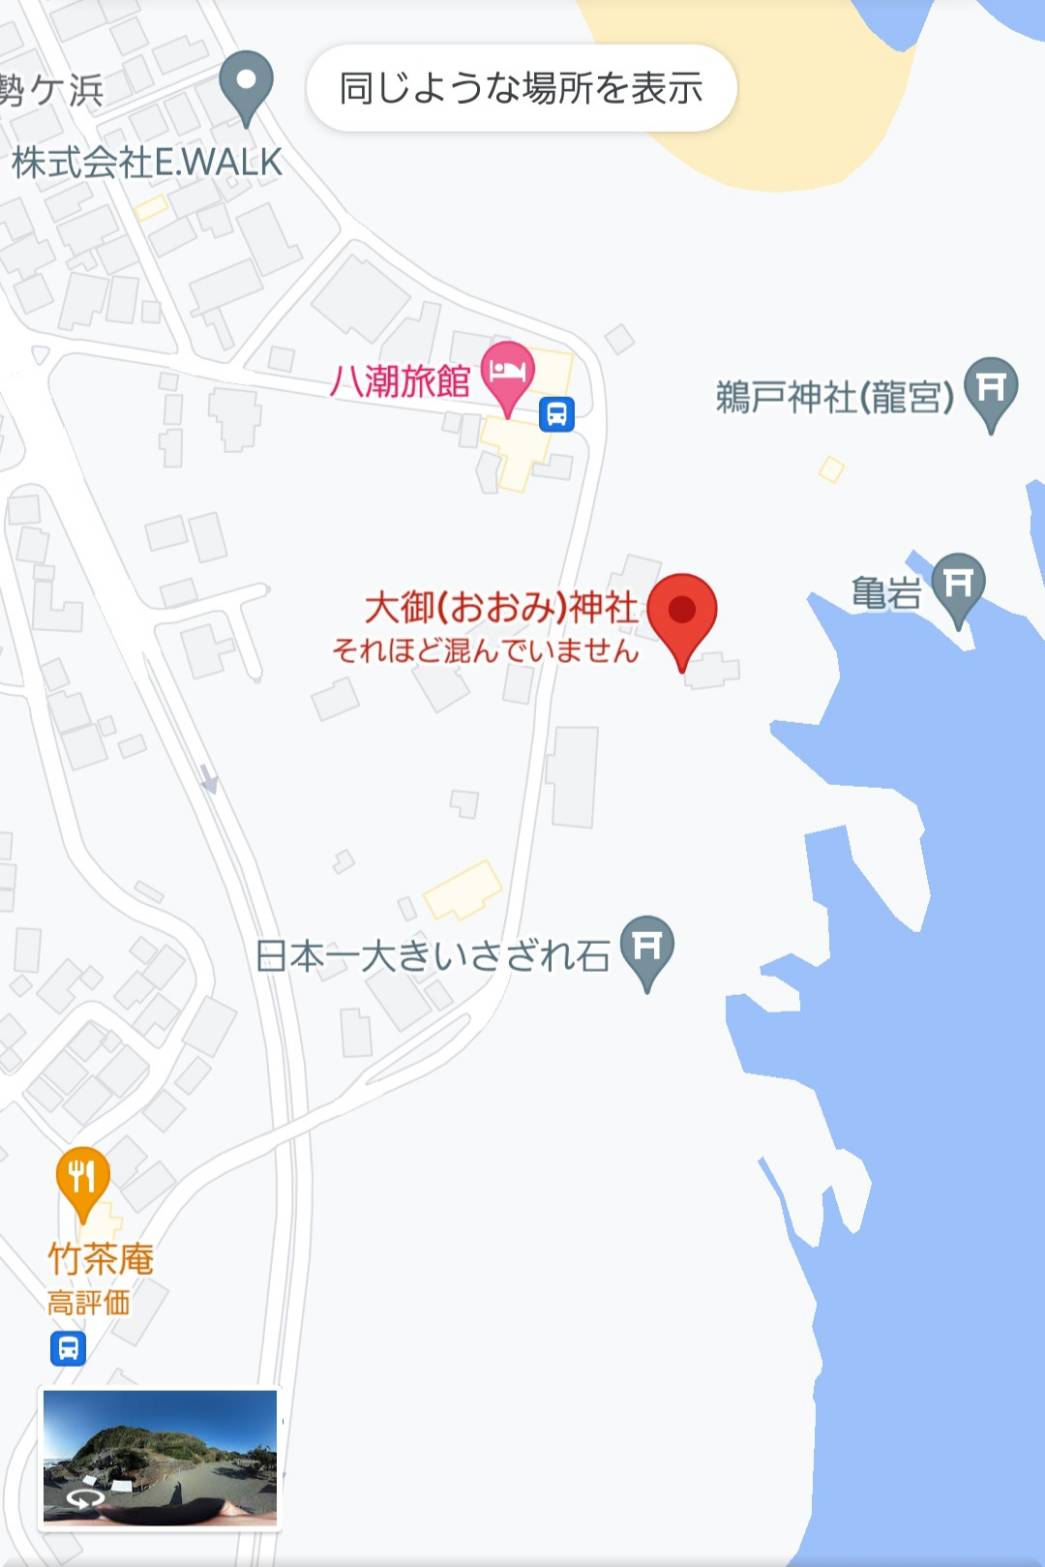 同じような場所を表示
勢ケ浜
株式会社E.WALK
八潮旅館
鵜戸神社(龍宮)
亀岩
大御(おおみ)神社
それほど混んでいません
日本一大きいさざれ石
竹茶庵
高評価